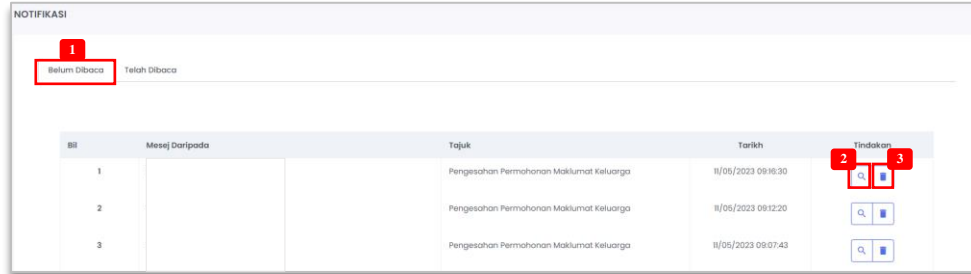 NOTIFIKASI
1
Belum Dibaca Telah Dibaca
Bil Mesej Daripada Tajuk Tarikh Tindakan
2 3
1 Pengesahan Permohonan Maklumat Keluarga 11/05/2023 09:16:30
2 Pengesahan Permohonan Maklumat Keluarga 11/05/2023 09:12:20
3 Pengesahan Permohonan Maklumat Keluarga 11/05/2023 09:07:43